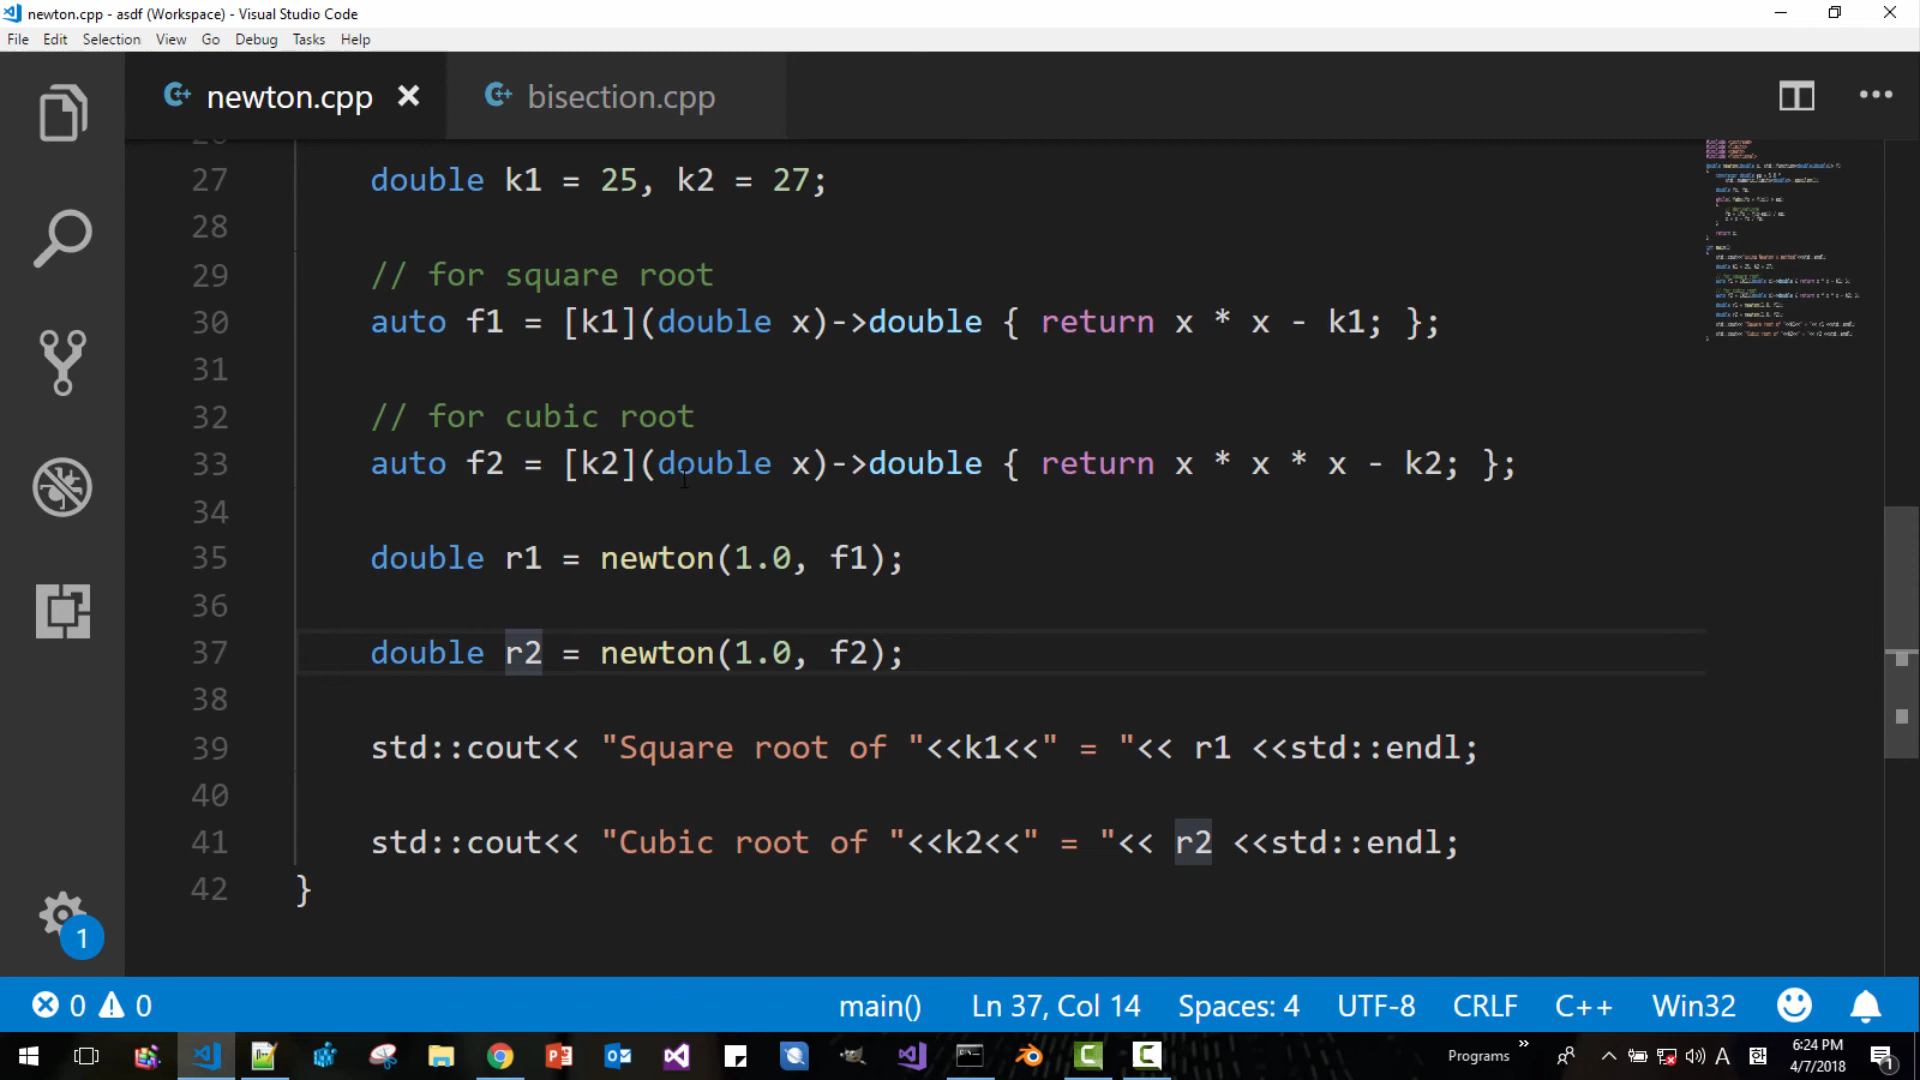 newton.cpp - asdf (Workspace) - Visual Studio Code
File Edit Selection View Go Debug Tasks Help
newton.cpp bisection.cpp
27 double k1 = 25, k2 = 27;
28
29 // for square root
30 auto f1 = [k1](double x)->double { return x * x - k1; };
31
32 // for cubic root
33 auto f2 = [k2](double x)->double { return x * x * x - k2; };
34
35 double r1 = newton(1.0, f1);
36
37 double r2 = newton(1.0, f2);
38
39 std::cout<< "Square root of "<<k1<<" = "<< r1 <<std::endl;
40
41 std::cout<< "Cubic root of "<<k2<<" = "<< r2 <<std::endl;
42 }
1
0 0 main() Ln 37, Col 14 Spaces: 4 UTF-8 CRLF C++ Win32
Programs A 한 6:24 PM
4/7/2018 1